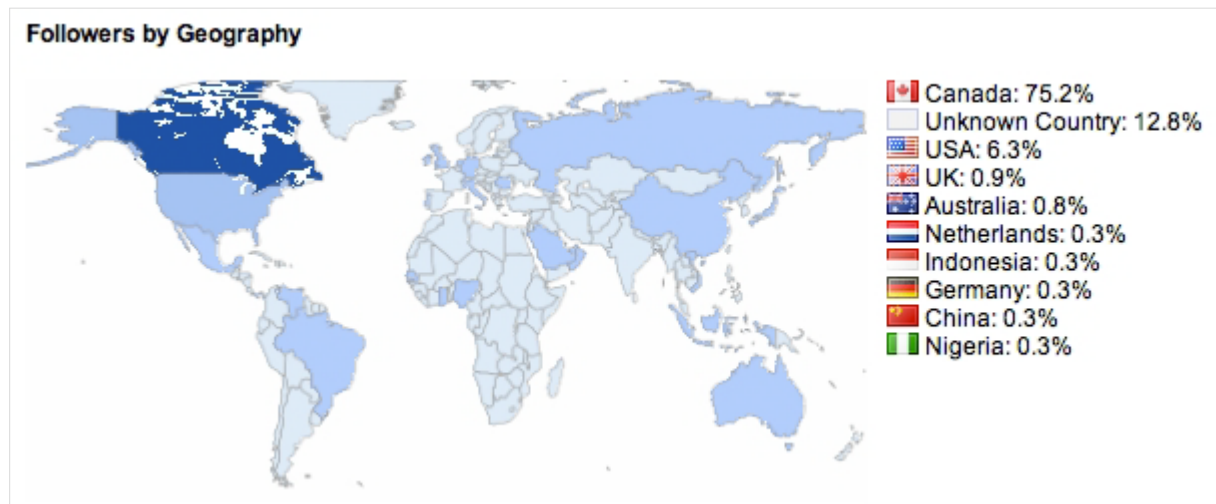 Followers by Geography
Canada: 75.2%
Unknown Country: 12.8%
USA: 6.3%
UK: 0.9%
Australia: 0.8%
Netherlands: 0.3%
Indonesia: 0.3%
Germany: 0.3%
China: 0.3%
Nigeria: 0.3%